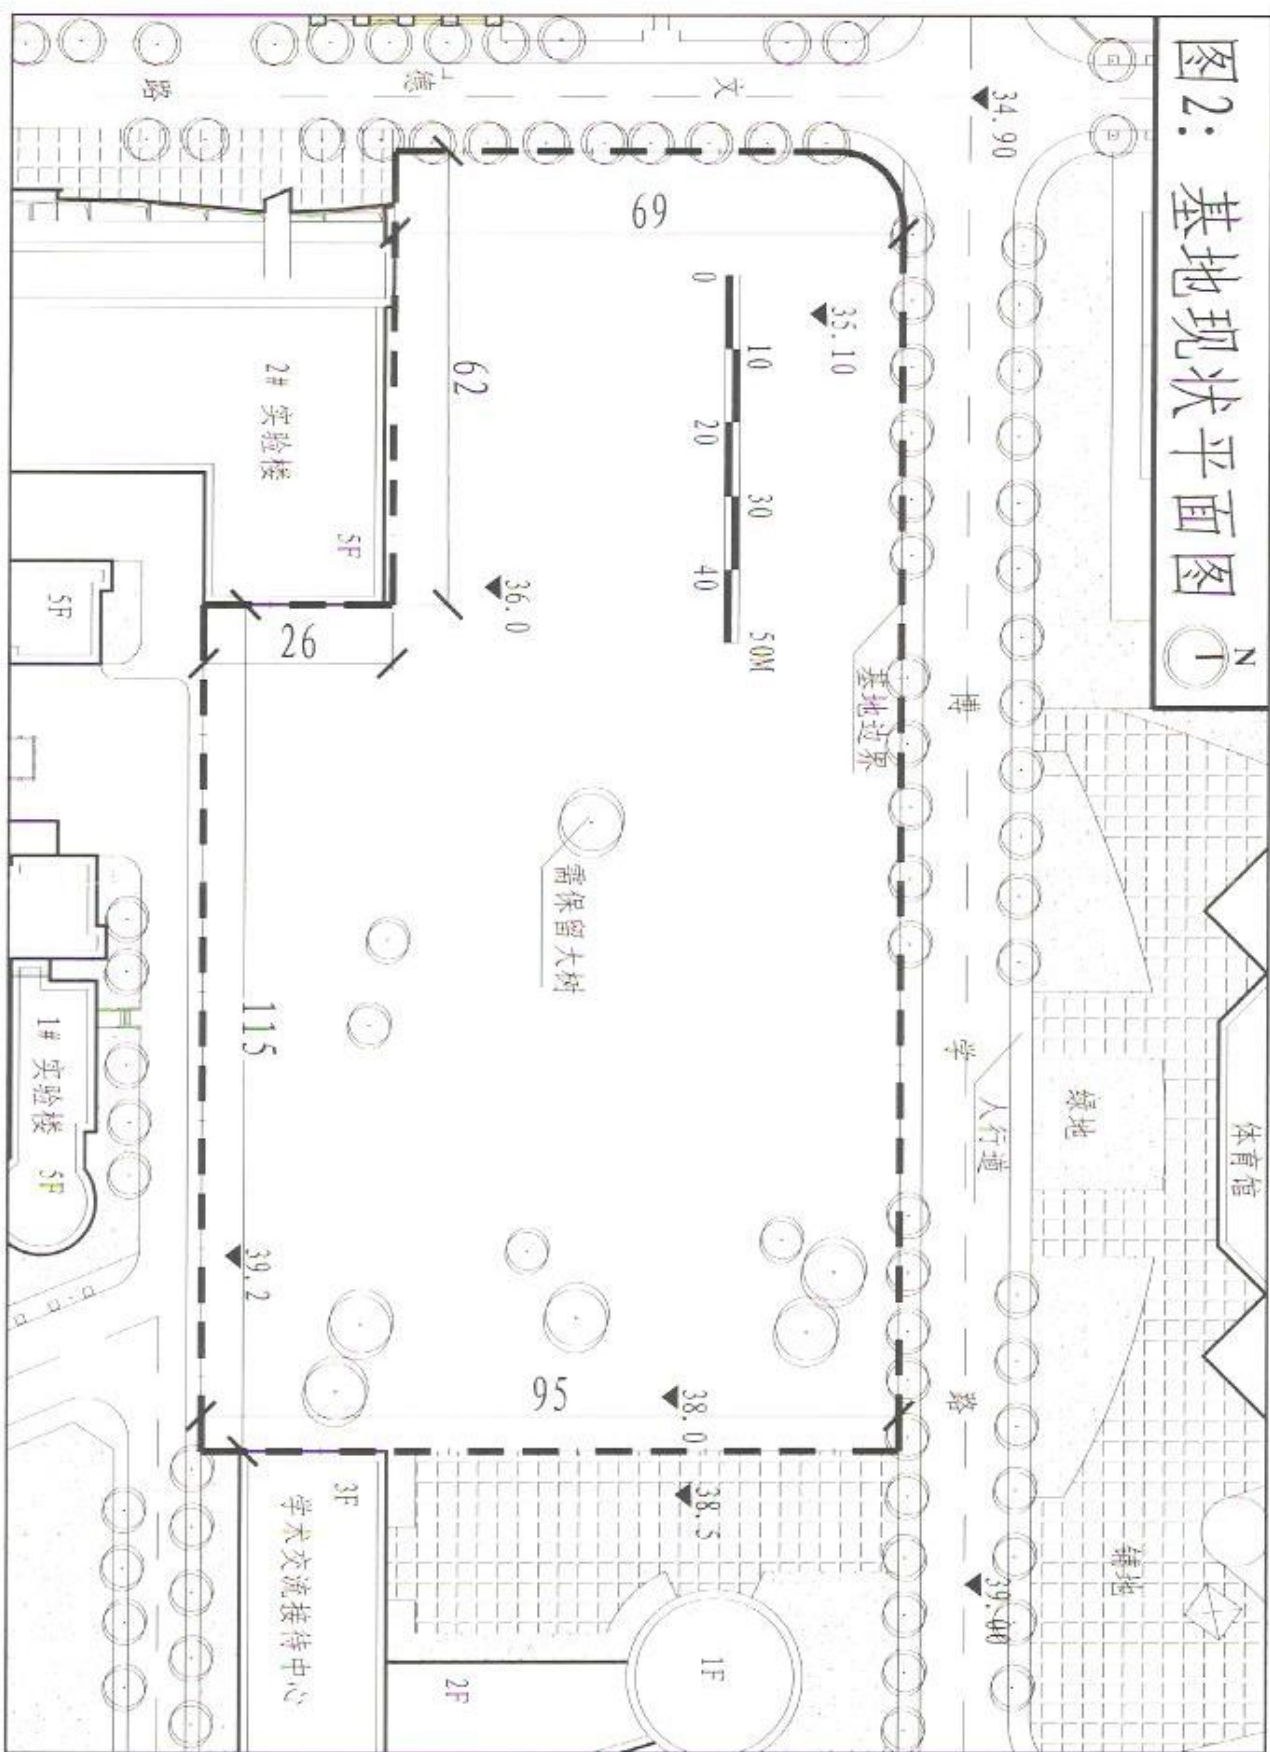 图2: 基地现状平面图
N
34.90
文
德
路
69
0
10
20
30
40
50M
35.10
62
2# 实验楼
5F
36.0
26
5F
基地边界
博
学
路
需保留大树
115
人行道
绿地
体育馆
1# 实验楼
5F
39.2
95
38.0
38.5
3F
学术交流接待中心
2F
1F
39.00
铺地